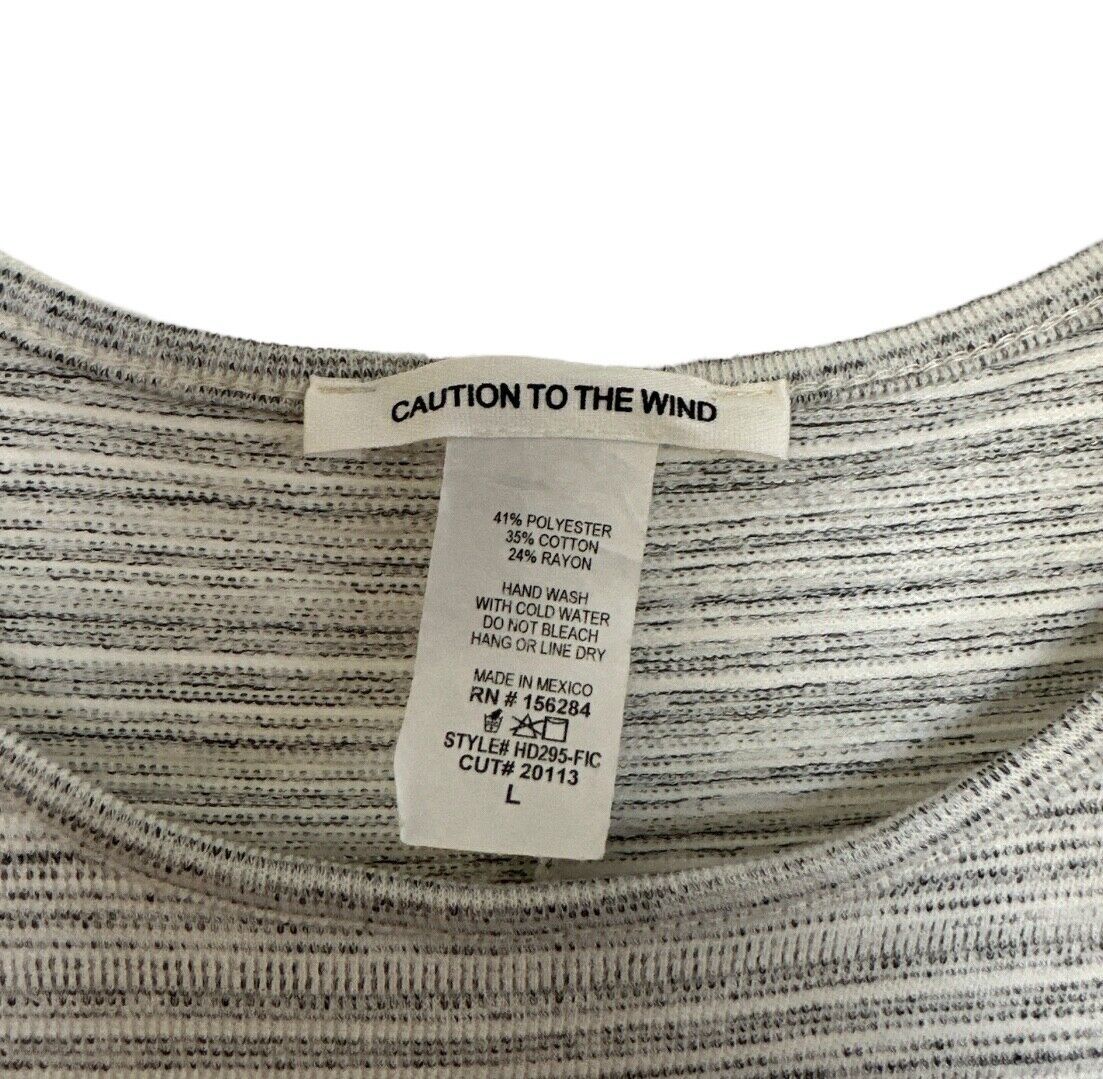 CAUTION TO THE WIND
41% POLYESTER
35% COTTON
24% RAYON
HAND WASH
WITH COLD WATER
DO NOT BLEACH
HANG OR LINE DRY
MADE IN MEXICO
RN # 156284
STYLE# HD295-FIC
CUT# 20113
L